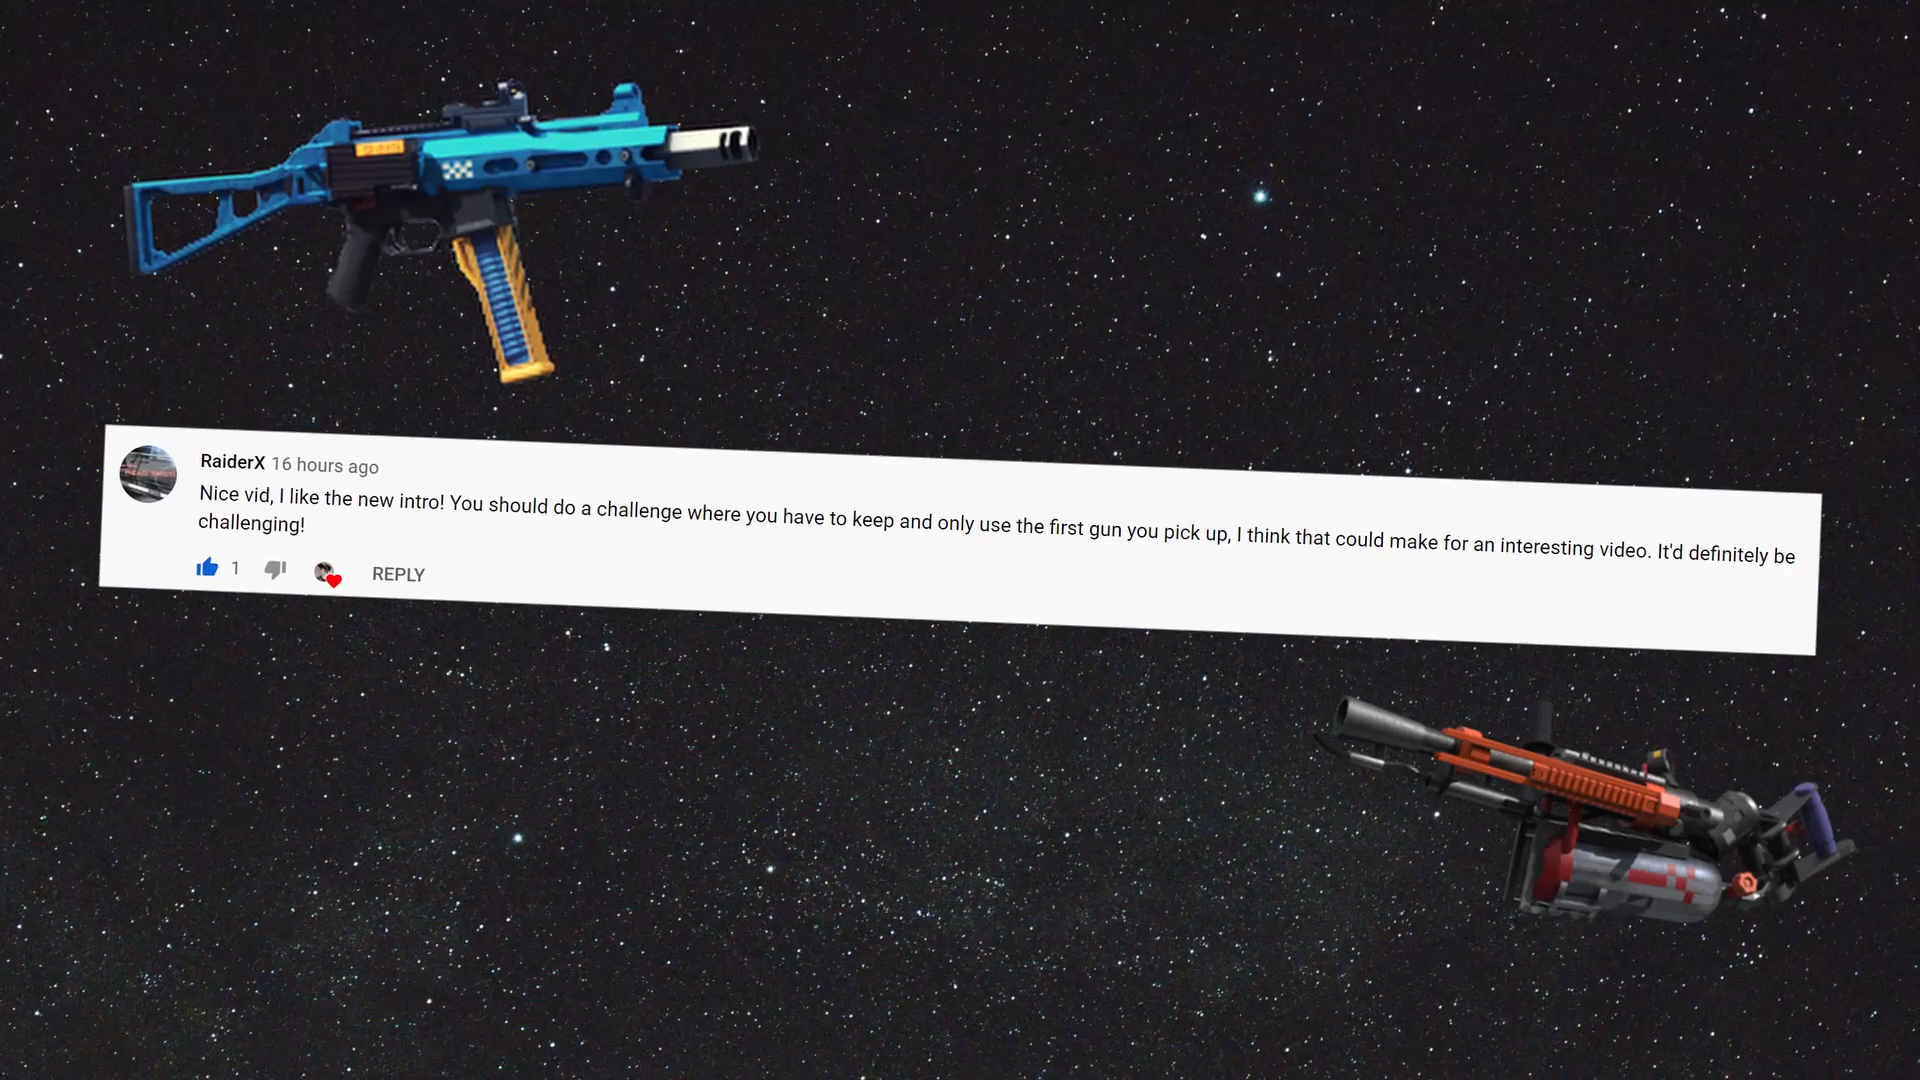 RaiderX 16 hours ago
Nice vid, I like the new intro! You should do a challenge where you have to keep and only use the first gun you pick up, I think that could make for an interesting video. It'd definitely be
challenging!
1 REPLY